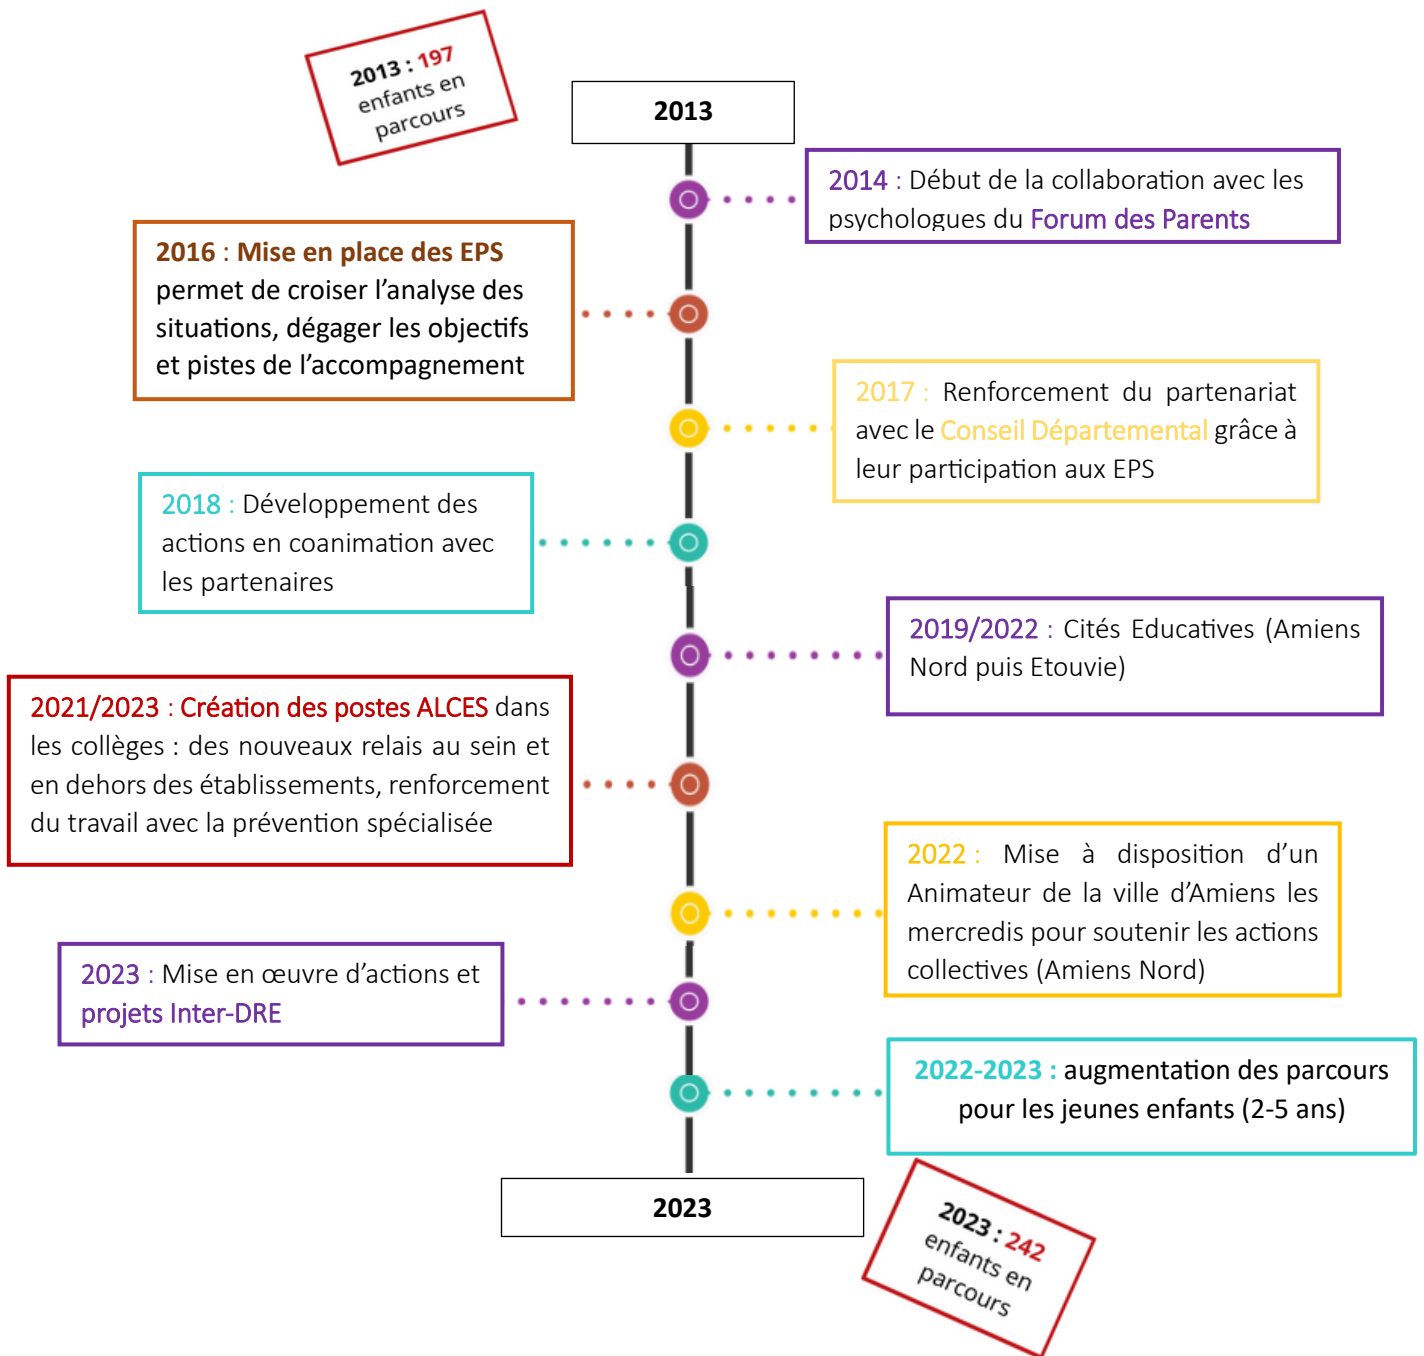 2013 : 197
enfants en
parcours
2013
2014 : Début de la collaboration avec les
psychologues du Forum des Parents
2016 : Mise en place des EPS
permet de croiser l’analyse des
situations, dégager les objectifs
et pistes de l’accompagnement
2017 : Renforcement du partenariat
avec le Conseil Départemental grâce à
leur participation aux EPS
2018 : Développement des
actions en coanimation avec
les partenaires
2019/2022 : Cités Educatives (Amiens
Nord puis Etouvie)
2021/2023 : Création des postes ALCES dans
les collèges : des nouveaux relais au sein et
en dehors des établissements, renforcement
du travail avec la prévention spécialisée
2022 : Mise à disposition d’un
Animateur de la ville d’Amiens les
mercredis pour soutenir les actions
collectives (Amiens Nord)
2023 : Mise en œuvre d’actions et
projets Inter-DRE
2022-2023 : augmentation des parcours
pour les jeunes enfants (2-5 ans)
2023
2023 : 242
enfants en
parcours